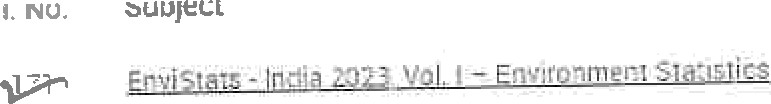 l. No. Subject
EnviStats - India 2023, Vol. I – Environment Statistics